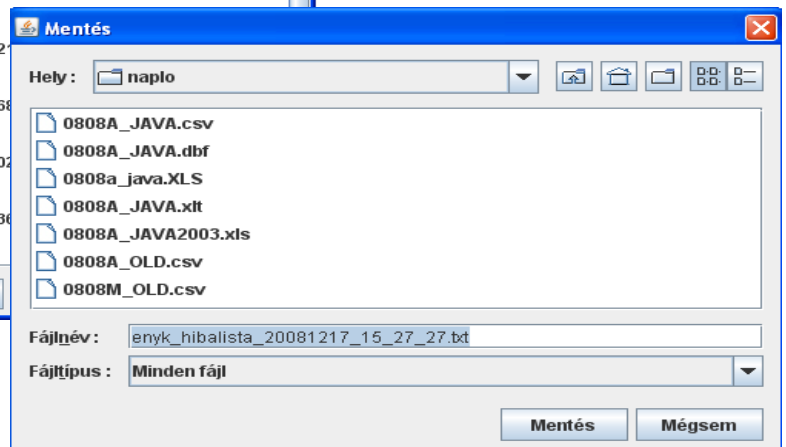 Mentés
Hely: naplo
0808A_JAVA.csv
0808A_JAVA.dbf
0808a_java.XLS
0808A_JAVA.xlt
0808A_JAVA2003.xls
0808A_OLD.csv
0808M_OLD.csv
Fájlnév: enyk_hibalista_20081217_15_27_27.txt
Fájltípus: Minden fájl
Mentés Mégsem